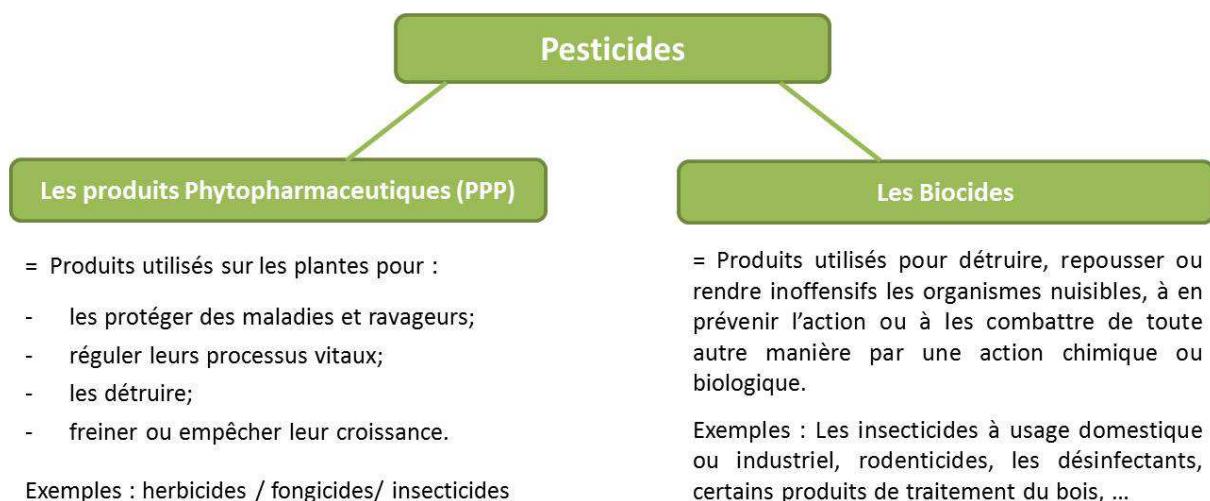 Pesticides
Les produits Phytopharmaceutiques (PPP)
= Produits utilisés sur les plantes pour :
- les protéger des maladies et ravageurs;
- réguler leurs processus vitaux;
- les détruire;
- freiner ou empêcher leur croissance.
Exemples : herbicides / fongicides/ insecticides
Les Biocides
= Produits utilisés pour détruire, repousser ou
rendre inoffensifs les organismes nuisibles, à en
prévenir l’action ou à les combattre de toute
autre manière par une action chimique ou
biologique.
Exemples : Les insecticides à usage domestique
ou industriel, rodenticides, les désinfectants,
certains produits de traitement du bois, ...